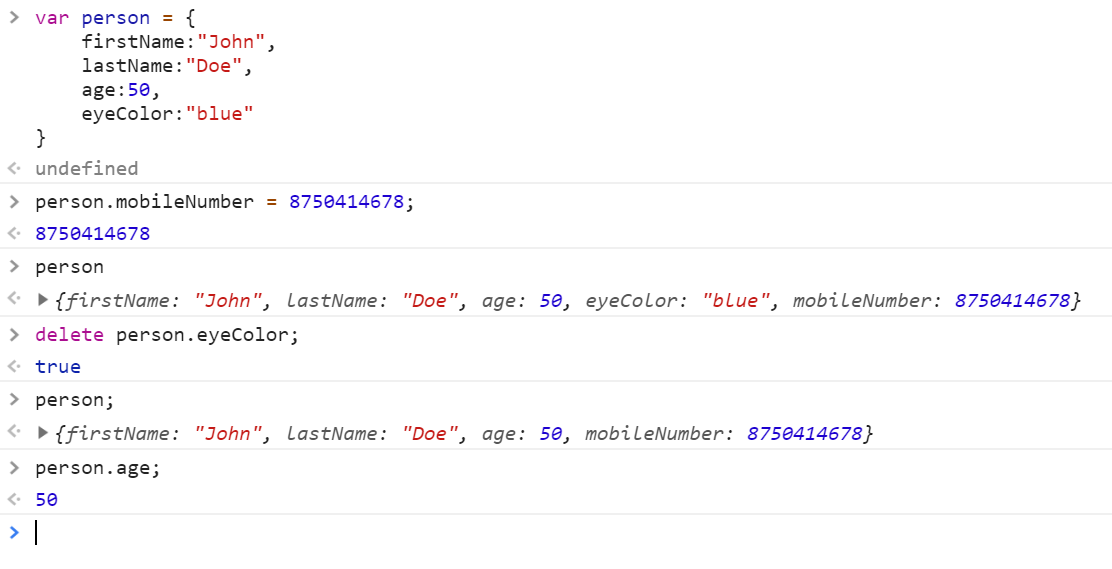 > var person = {
firstName:"John",
lastName:"Doe",
age:50,
eyeColor:"blue"
}
undefined
> person.mobileNumber = 8750414678;
8750414678
> person
{firstName: "John", lastName: "Doe", age: 50, eyeColor: "blue", mobileNumber: 8750414678}
> delete person.eyeColor;
true
> person;
{firstName: "John", lastName: "Doe", age: 50, mobileNumber: 8750414678}
> person.age;
50
>